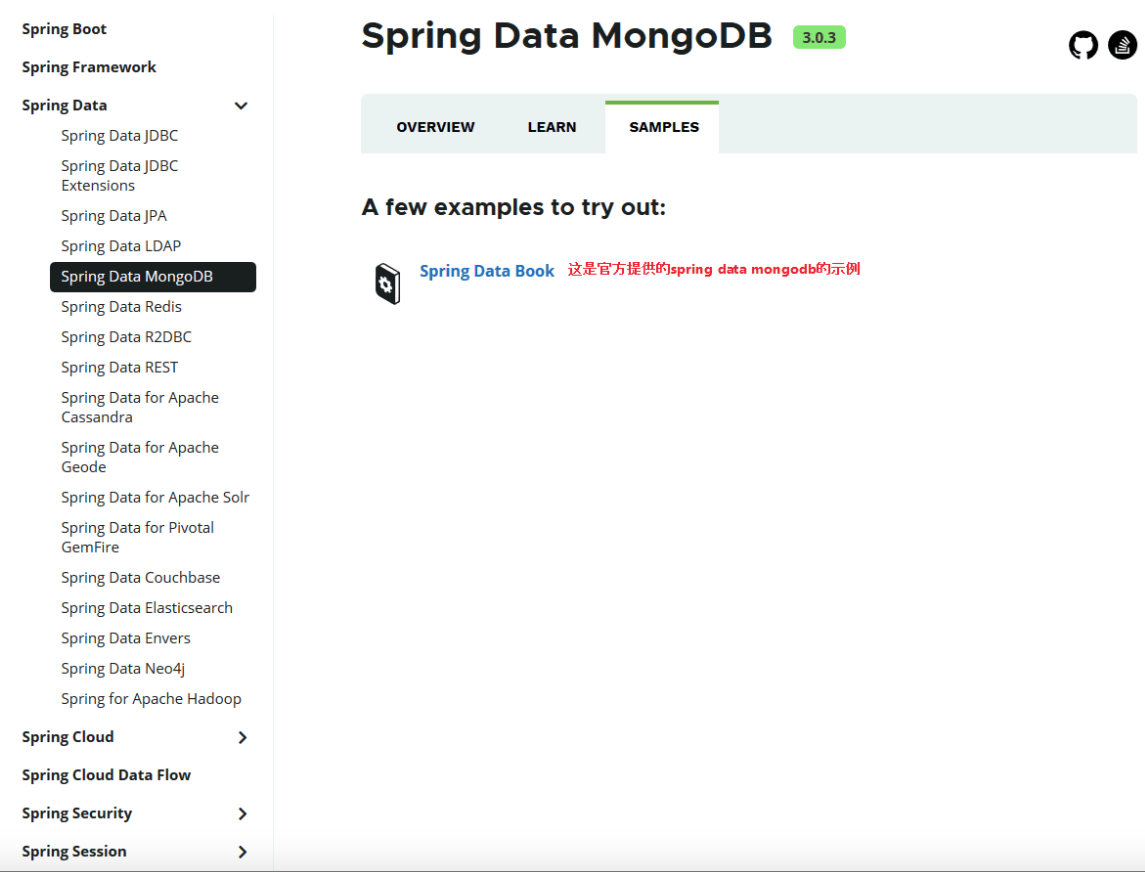 Spring Boot
Spring Framework
Spring Data
Spring Data JDBC
Spring Data JDBC
Extensions
Spring Data JPA
Spring Data LDAP
Spring Data MongoDB
Spring Data Redis
Spring Data R2DBC
Spring Data REST
Spring Data for Apache
Cassandra
Spring Data for Apache
Geode
Spring Data for Apache Solr
Spring Data for Pivotal
GemFire
Spring Data Couchbase
Spring Data Elasticsearch
Spring Data Envers
Spring Data Neo4j
Spring for Apache Hadoop
Spring Cloud
Spring Cloud Data Flow
Spring Security
Spring Session
Spring Data MongoDB 3.0.3
OVERVIEW LEARN SAMPLES
A few examples to try out:
Spring Data Book 这是官方提供的spring data mongodb的示例